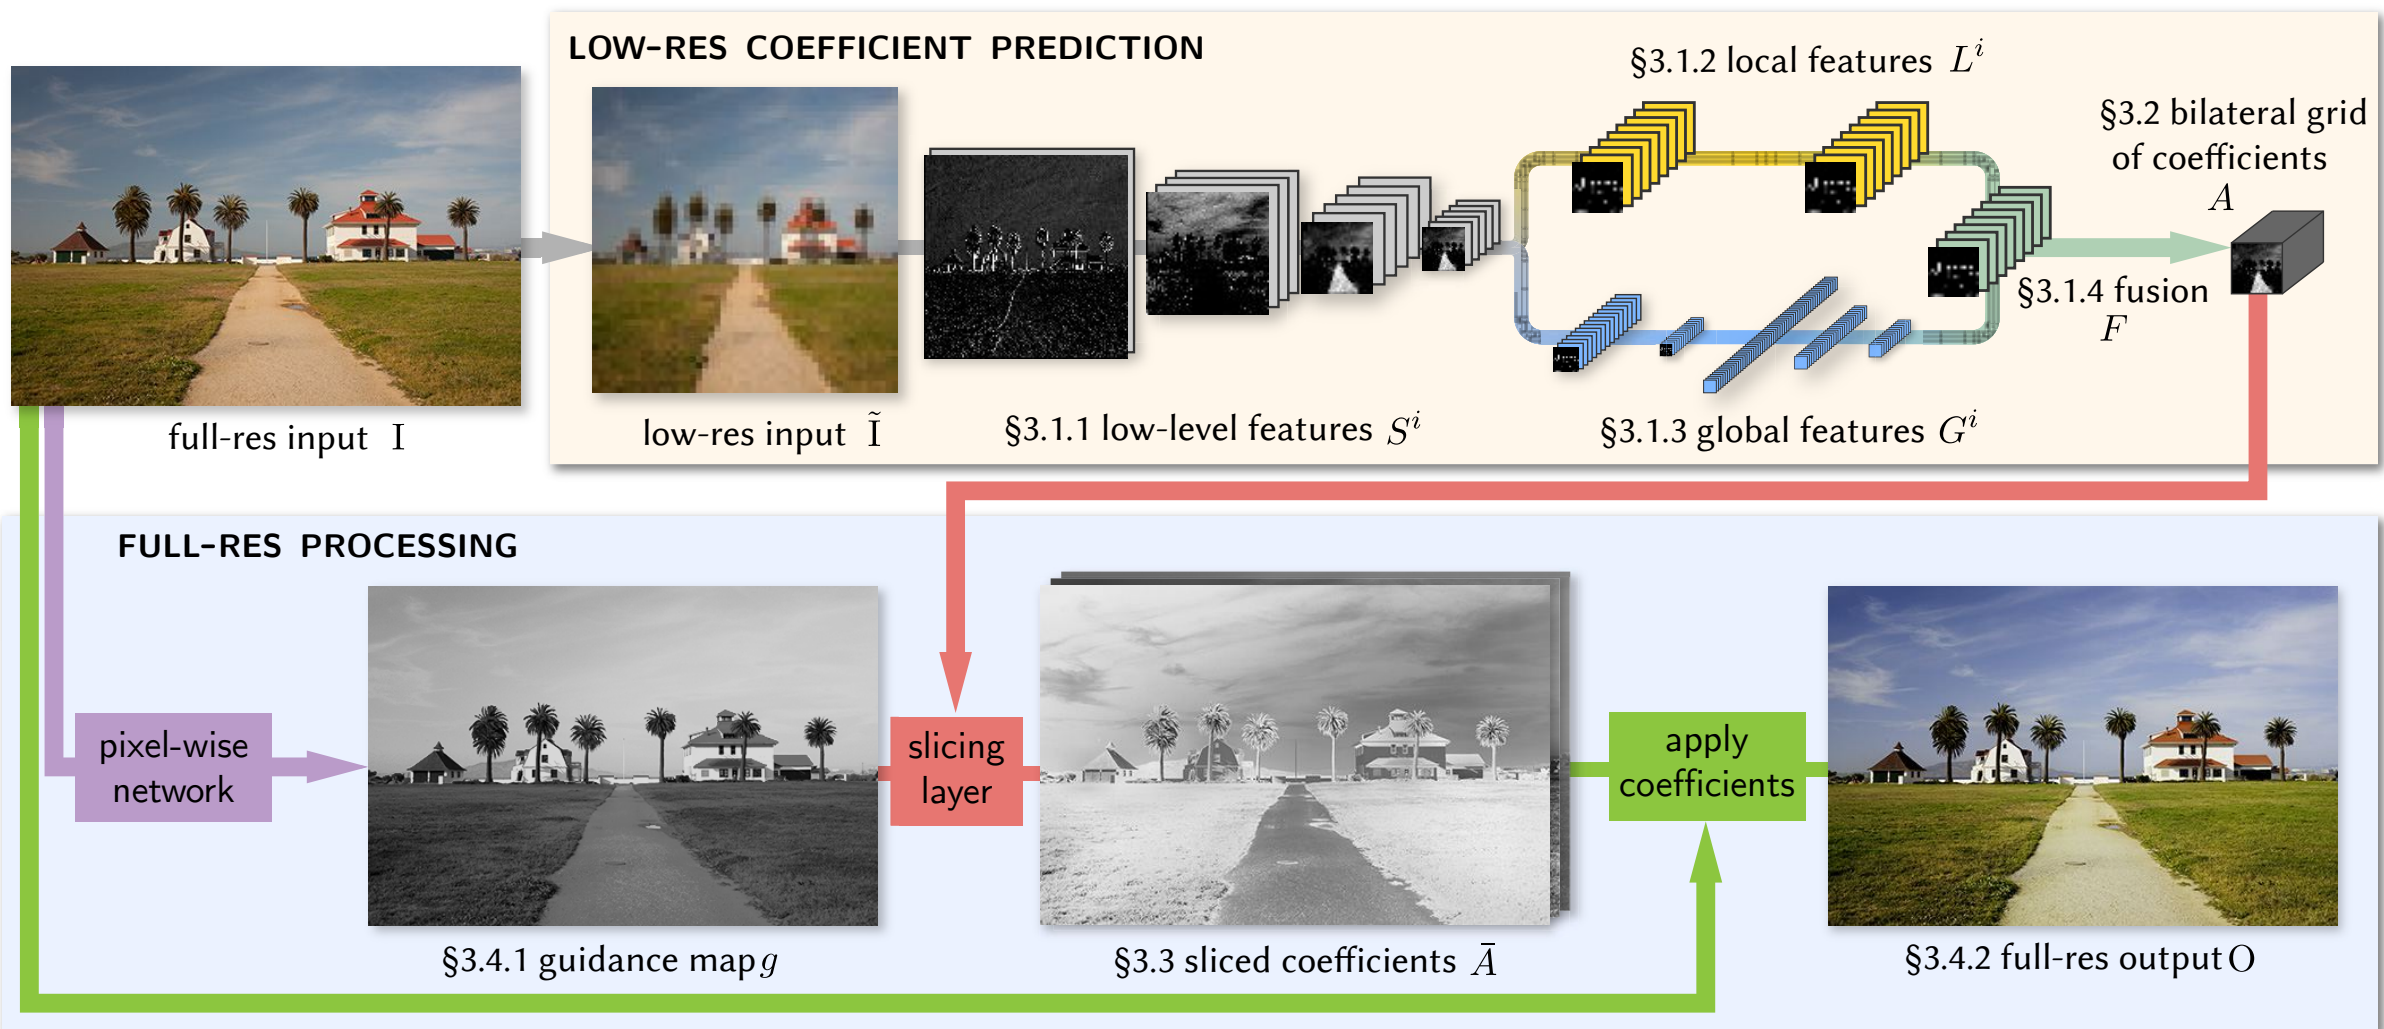 LOW-RES COEFFICIENT PREDICTION
§3.1.2 local features Lⁱ
§3.2 bilateral grid
of coefficients
A
§3.1.4 fusion
F
full-res input I
low-res input Ĩ
§3.1.1 low-level features Sⁱ
§3.1.3 global features Gⁱ
FULL-RES PROCESSING
pixel-wise
network
slicing
layer
apply
coefficients
§3.4.1 guidance map g
§3.3 sliced coefficients Ā
§3.4.2 full-res output O